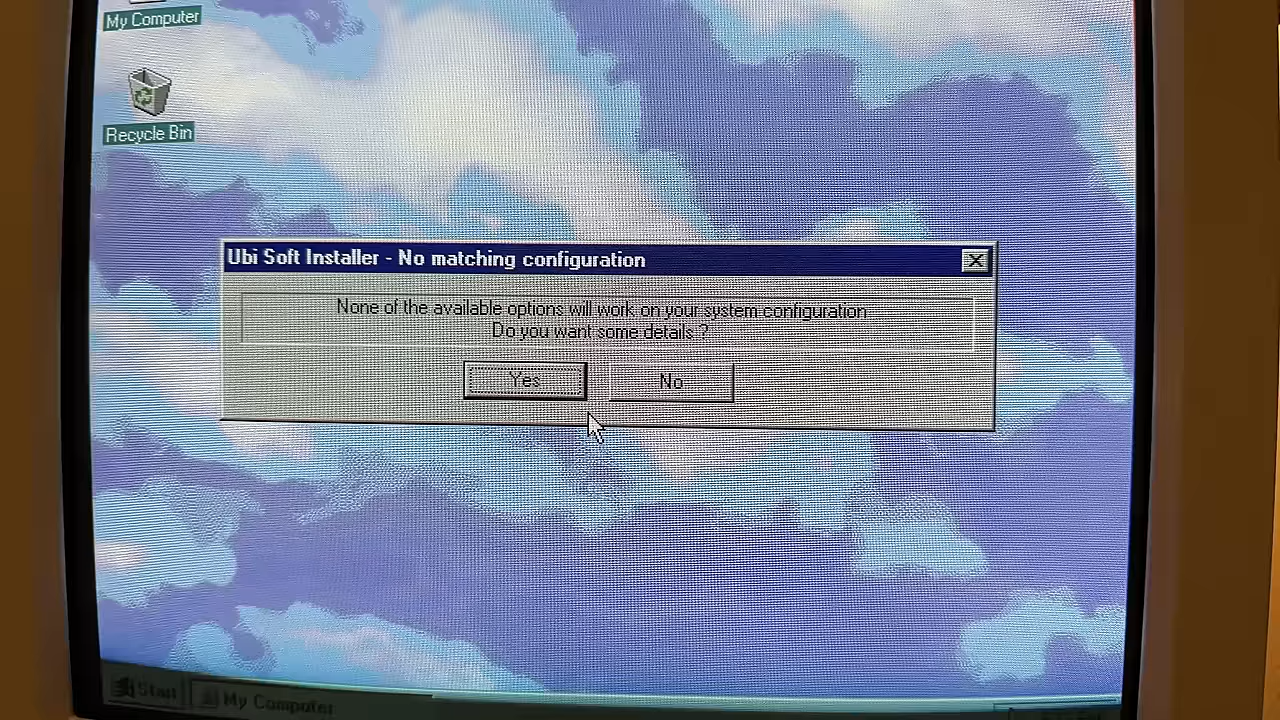 My Computer
Recycle Bin
Ubi Soft Installer - No matching configuration
None of the available options will work on your system configuration
Do you want some details ?
Yes
No
Start
My Computer